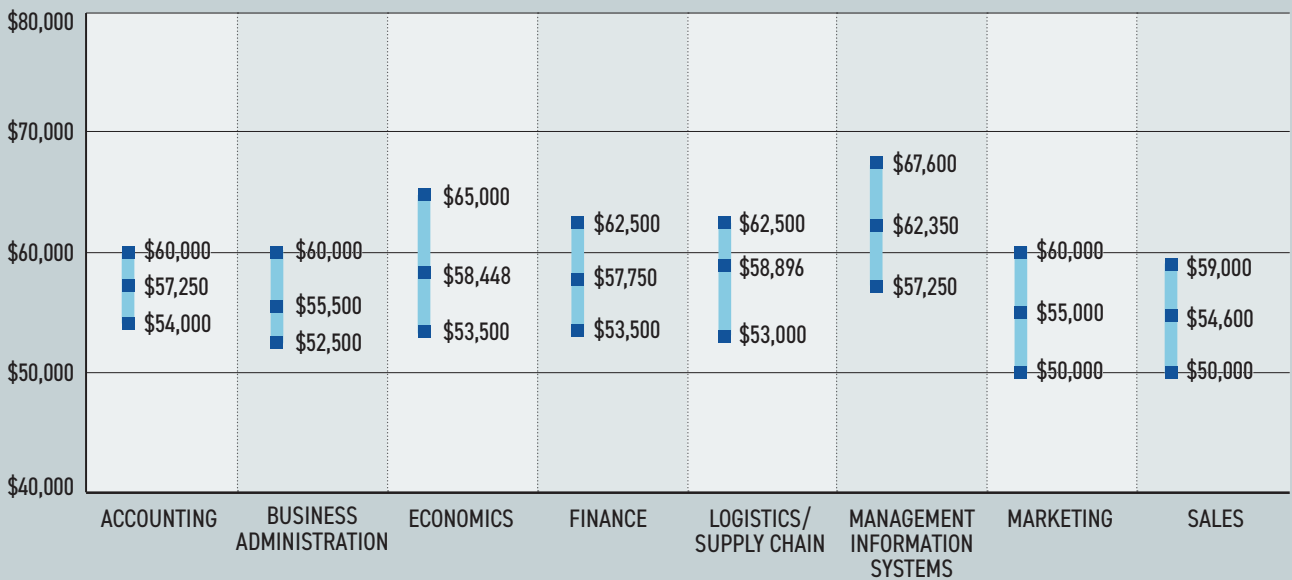 $80,000
$70,000
$60,000
$50,000
$40,000
$60,000
$57,250
$54,000
$60,000
$55,500
$52,500
$65,000
$58,448
$53,500
$62,500
$57,750
$53,500
$62,500
$58,896
$53,000
$67,600
$62,350
$57,250
$60,000
$55,000
$50,000
$59,000
$54,600
$50,000
ACCOUNTING
BUSINESS
ADMINISTRATION
ECONOMICS
FINANCE
LOGISTICS/
SUPPLY CHAIN
MANAGEMENT
INFORMATION
SYSTEMS
MARKETING
SALES